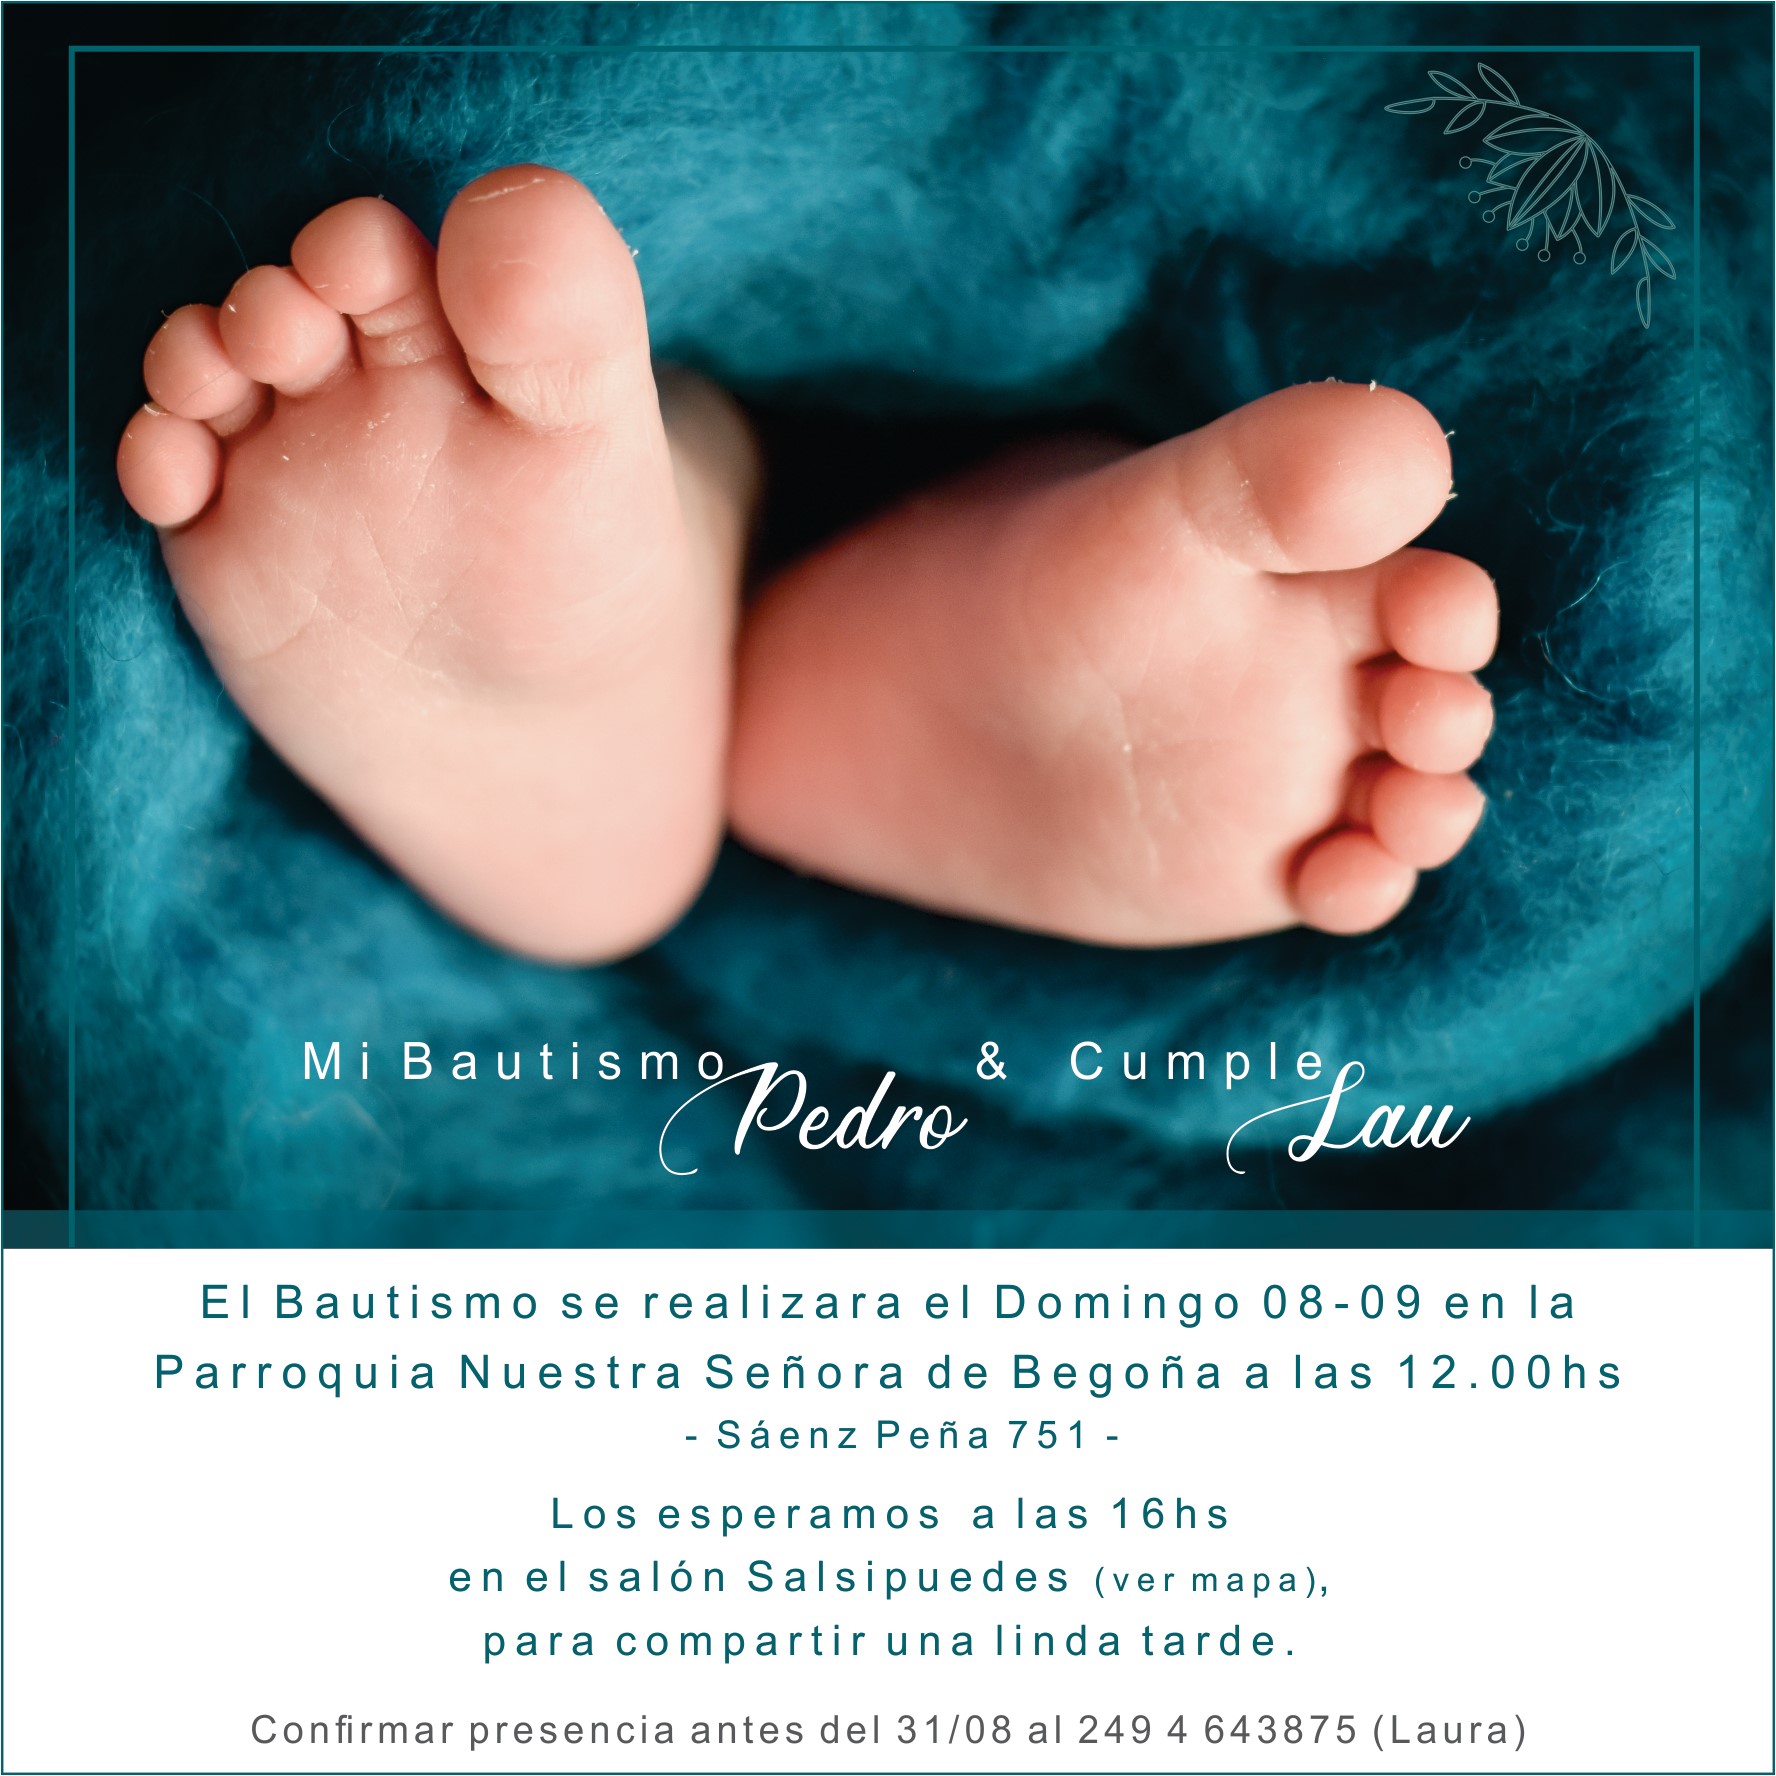 Mi Bautismo Pedro & Cumple Lau
El Bautismo se realizara el Domingo 08-09 en la
Parroquia Nuestra Señora de Begoña a las 12.00hs
- Sáenz Peña 751 -
Los esperamos a las 16hs
en el salón Salsipuedes (ver mapa),
para compartir una linda tarde.
Confirmar presencia antes del 31/08 al 249 4 643875 (Laura)